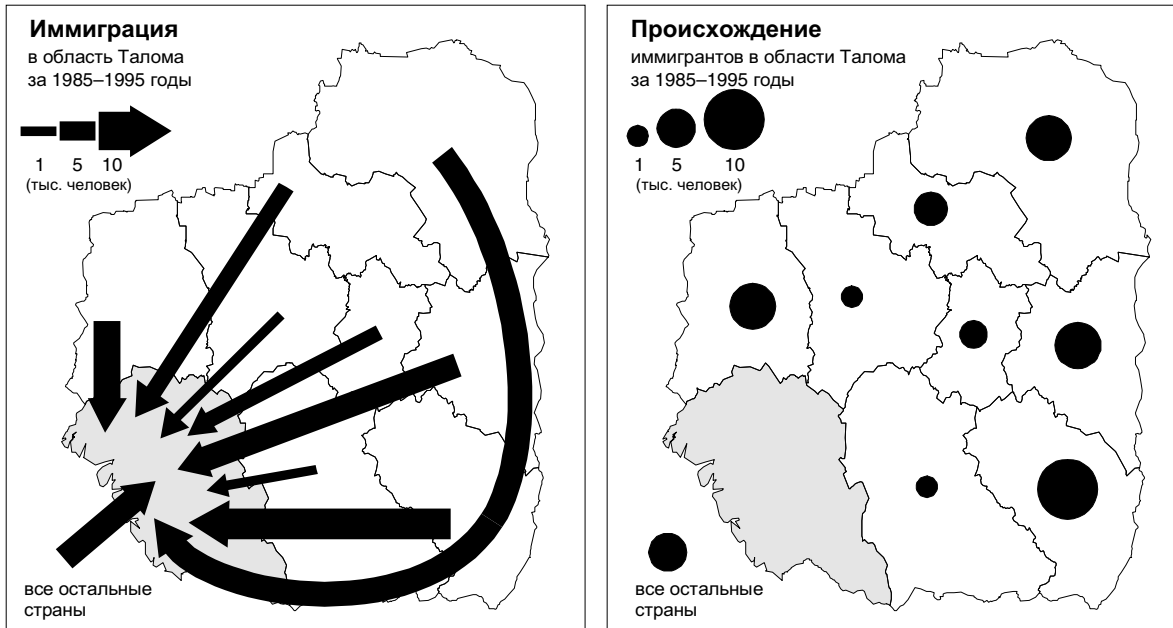 Иммиграция
в область Талома
за 1985–1995 годы
1 5 10
(тыс. человек)
все остальные
страны
Происхождение
иммигрантов в области Талома
за 1985–1995 годы
1 5 10
(тыс. человек)
все остальные
страны